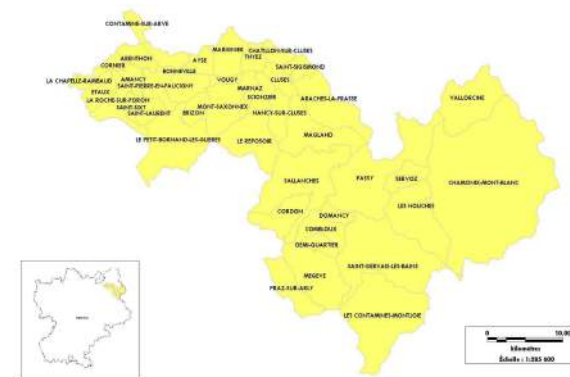 CONTAMINE-SUR-ARVE
MARIGNIER
CHATILLON-SUR-CLUSES
THYEZ
ARENTHON
AYSE
CORNIER
SAINT-SIGISMOND
BONNEVILLE
LA CHAPELLE-RAMBAUD
AMANCY
VOUGY
CLUSES
SAINT-PIERRE-EN-FAUCIGNY
ETAUX
MARNAZ
SCIONZIER
ARACHES-LA-FRASSE
VALLORCINE
LA ROCHE-SUR-FORON
SAINT-SIXT
MONT-SAXONNEX
SAINT-LAURENT
BRIZON
NANCY-SUR-CLUSES
LE PETIT-BORNAND-LES-GLIERES
LE REPOSOIR
MAGLAND
SALLANCHES
PASSY
SERVOZ
CHAMONIX-MONT-BLANC
LES HOUCHES
CORDON
DOMANCY
COMBLOUX
DEMI-QUARTIER
SAINT-GERVAIS-LES-BAINS
MEGEVE
PRAZ-SUR-ARLY
LES CONTAMINES-MONTJOIE
0
kilomètres
Échelle : 1:285 600